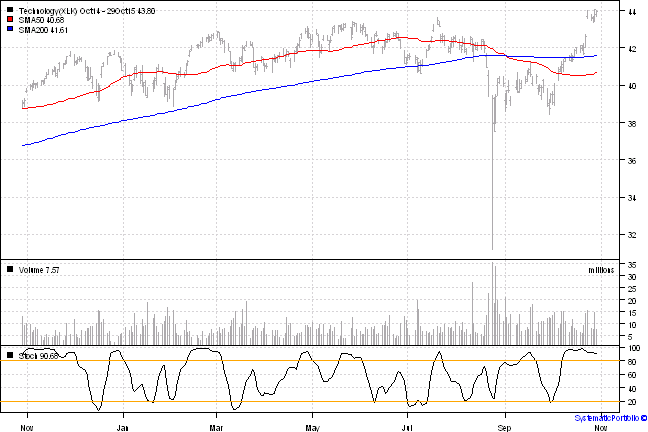 Technology(XLK) Oct14 - 29Oct15 43.80
SMA50 40.68
SMA200 41.61
44
42
40
38
36
34
32
Volume 7.57
millions
35
30
25
20
15
10
5
Stoch 90.68
100
80
60
40
20
Nov
Jan
Mar
May
Jul
Sep
Nov
SystematicPortfolio ©